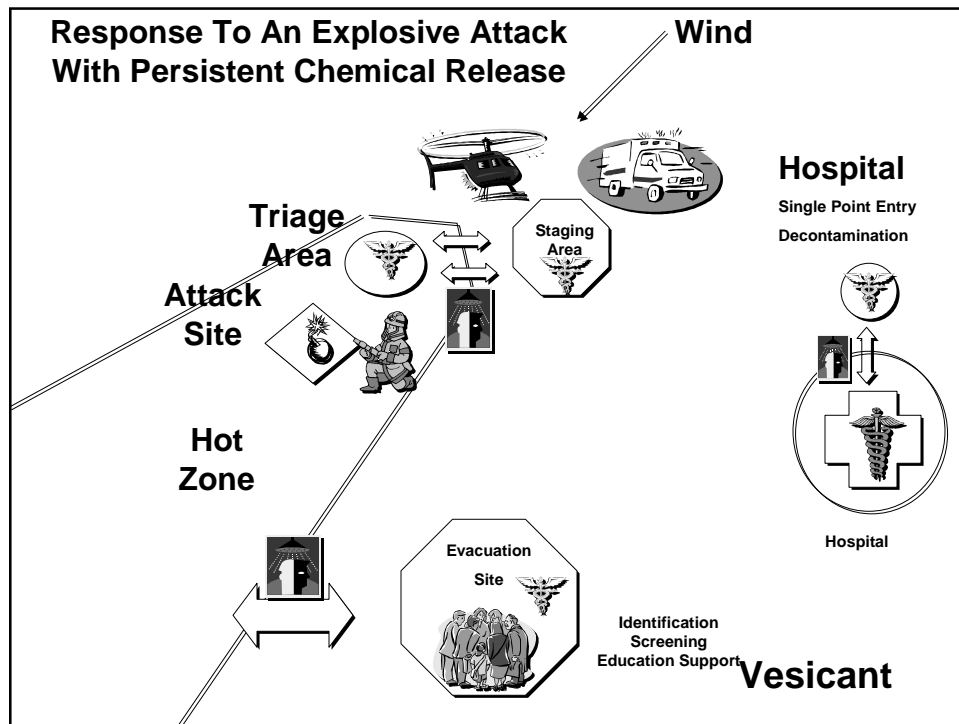 Response To An Explosive Attack
With Persistent Chemical Release
Wind
Hospital
Single Point Entry
Decontamination
Triage
Area
Staging
Area
Attack
Site
Hot
Zone
Hospital
Evacuation
Site
Identification
Screening
Education Support
Vesicant